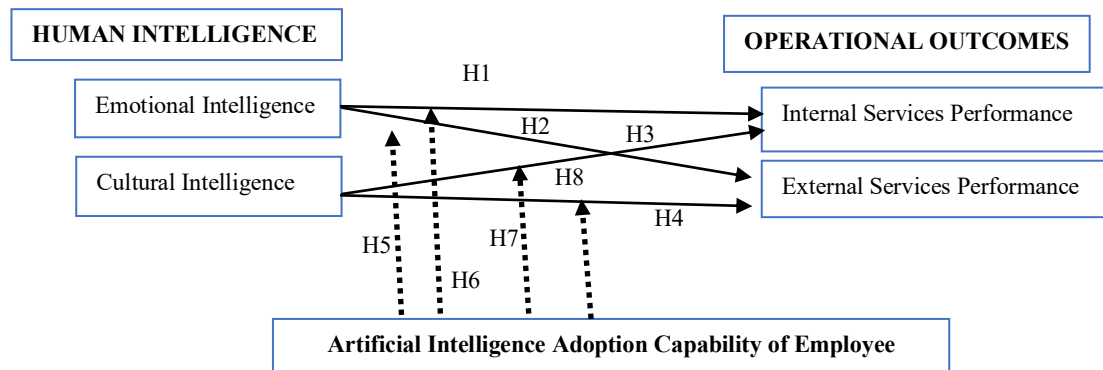 HUMAN INTELLIGENCE
OPERATIONAL OUTCOMES
H1
Emotional Intelligence
Internal Services Performance
H2
H3
Cultural Intelligence
H8
External Services Performance
H4
H5
H7
H6
Artificial Intelligence Adoption Capability of Employee